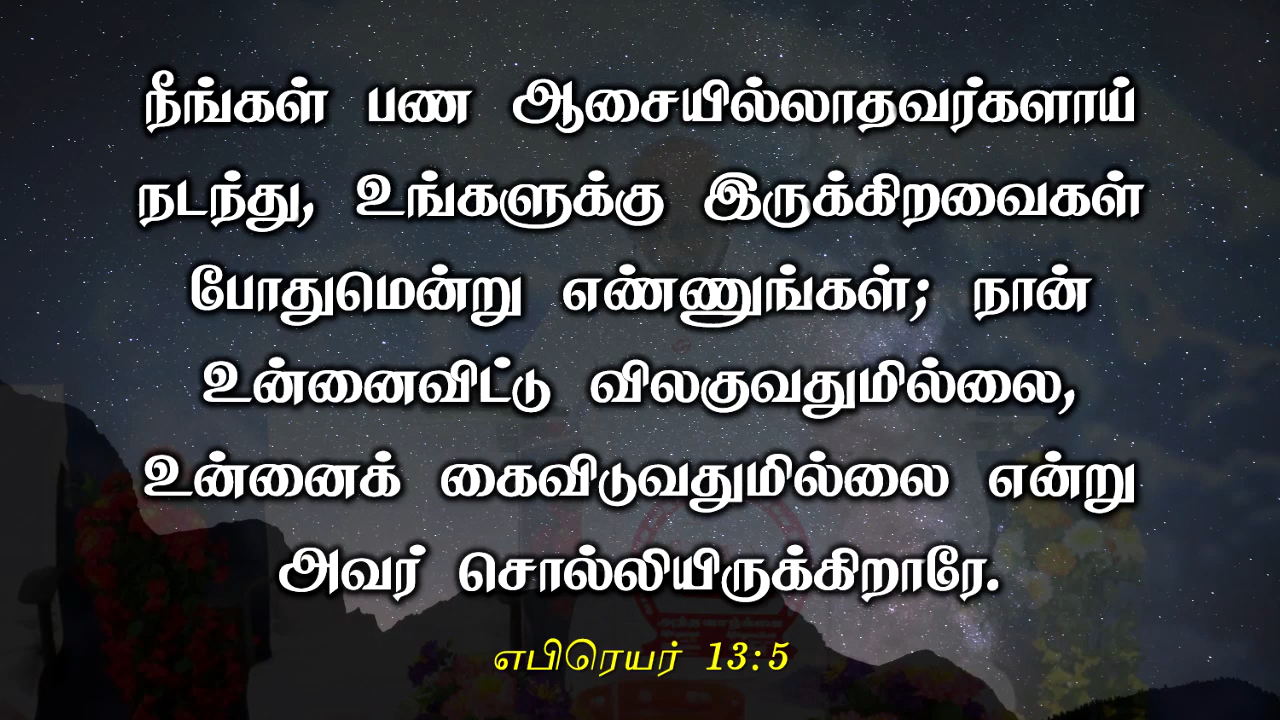 நீங்கள் பண ஆசையில்லாதவர்களாய்
நடந்து, உங்களுக்கு இருக்கிறவைகள்
போதுமென்று எண்ணுங்கள்; நான்
உன்னைவிட்டு விலகுவதுமில்லை,
உன்னைக் கைவிடுவதுமில்லை என்று
அவர் சொல்லியிருக்கிறாரே.
எபிரெயர் 13:5